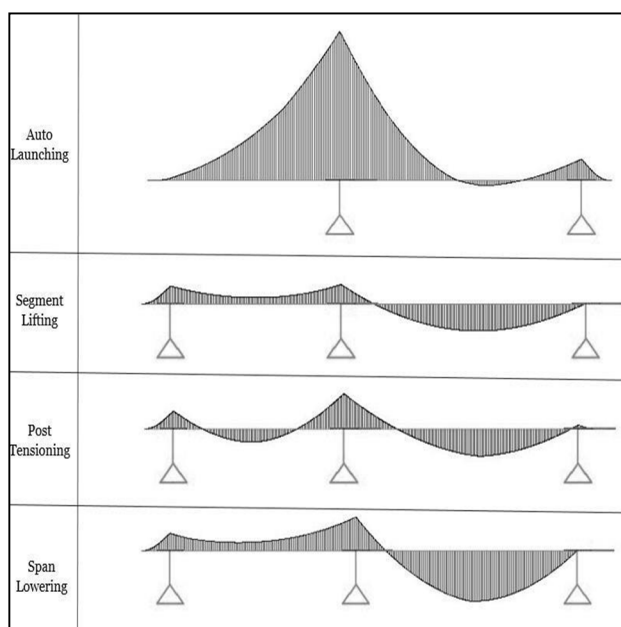 Auto
Launching
Segment
Lifting
Post
Tensioning
Span
Lowering